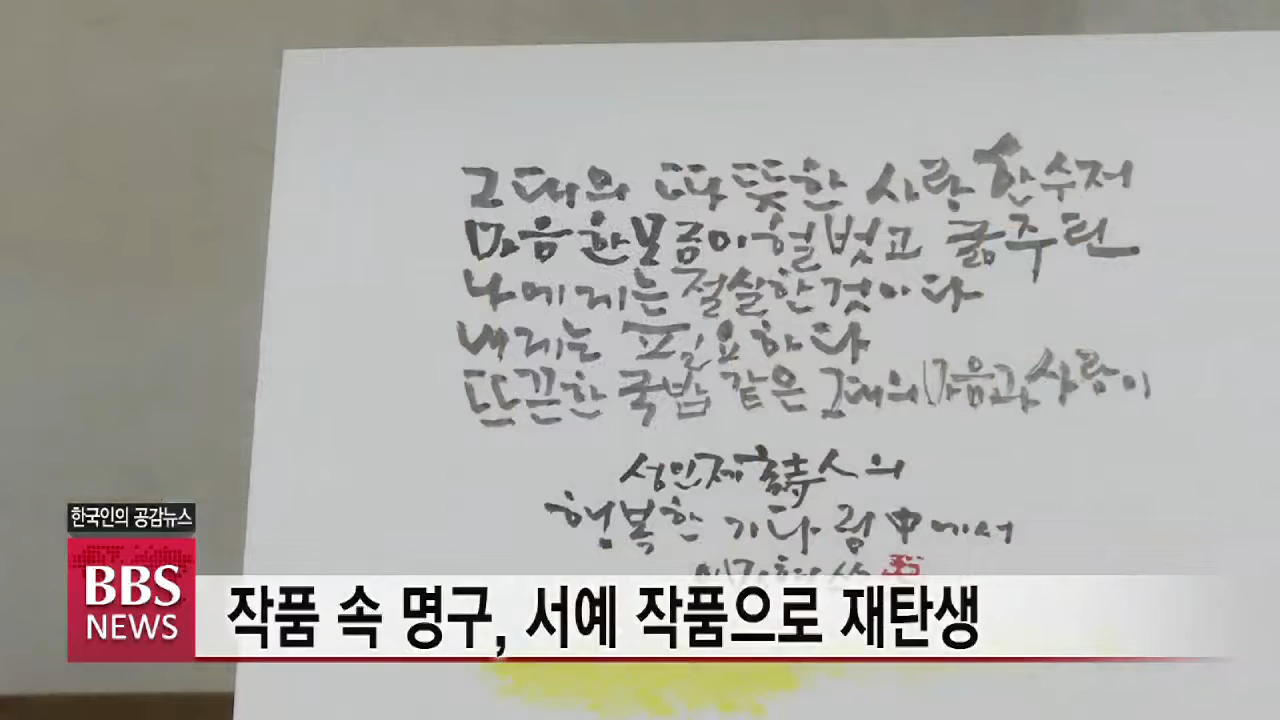 그대의 따뜻한 사랑 한수저
마음 한모금이 헐벗고 굶주린
나에게는 절실한 것이다
내게는 필요하다
뜨끈한 국밥 같은 그대의 마음과 사랑이
성민제 詩人의
행복한 기다림 中에서
한국인의 공감뉴스
BBS
NEWS
작품 속 명구, 서예 작품으로 재탄생